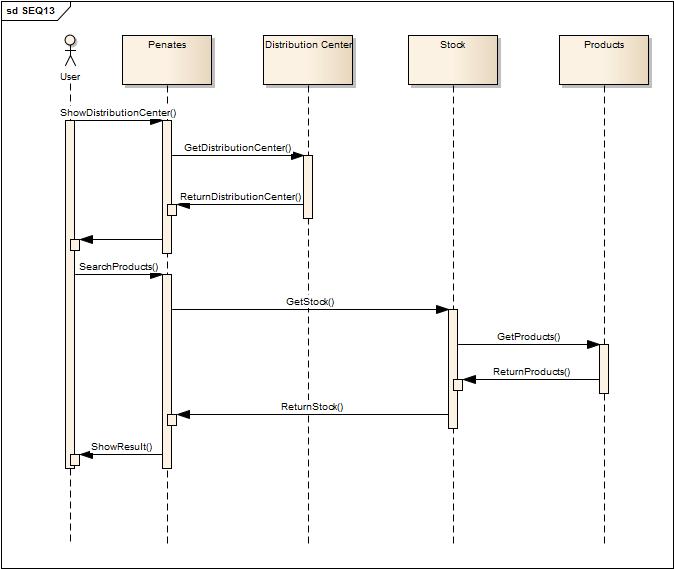 sd SEQ13
User
Penates
Distribution Center
Stock
Products
ShowDistributionCenter()
GetDistributionCenter()
ReturnDistributionCenter()
SearchProducts()
GetStock()
GetProducts()
ReturnProducts()
ReturnStock()
ShowResult()